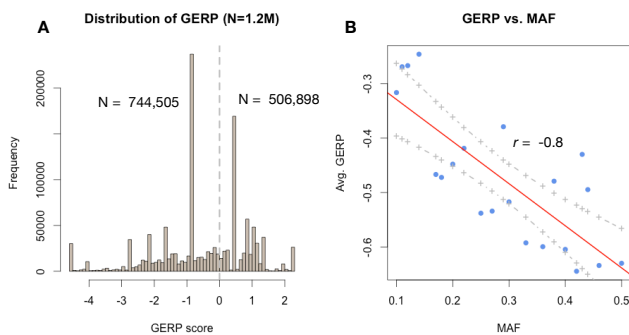 A
Distribution of GERP (N=1.2M)
N = 744,505
N = 506,898
Frequency
0
50000
100000
200000
-4
-3
-2
-1
0
1
2
GERP score
B
GERP vs. MAF
r = -0.8
Avg. GERP
-0.3
-0.4
-0.5
-0.6
0.1
0.2
0.3
0.4
0.5
MAF